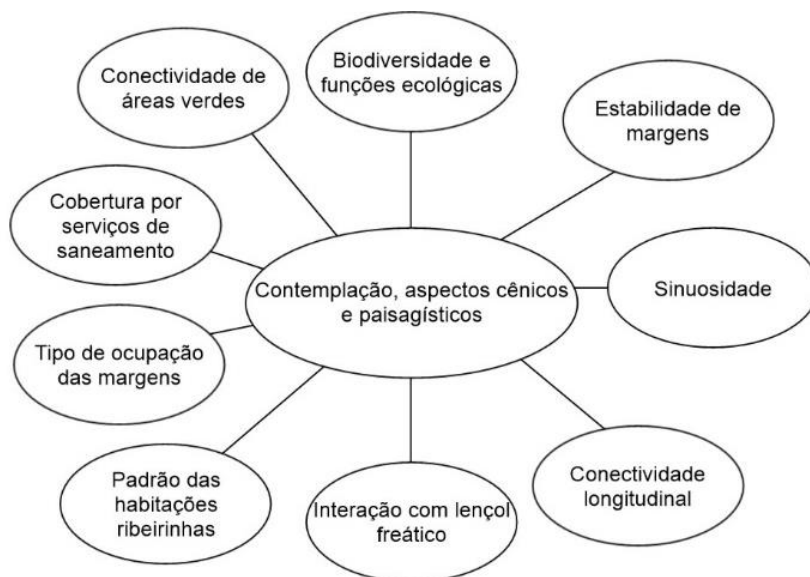 Biodiversidade e
funções ecológicas
Conectividade de
áreas verdes
Estabilidade de
margens
Cobertura por
serviços de
saneamento
Contemplação, aspectos cênicos
e paisagísticos
Sinuosidade
Tipo de ocupação
das margens
Padrão das
habitações
ribeirinhas
Interação com lençol
freático
Conectividade
longitudinal